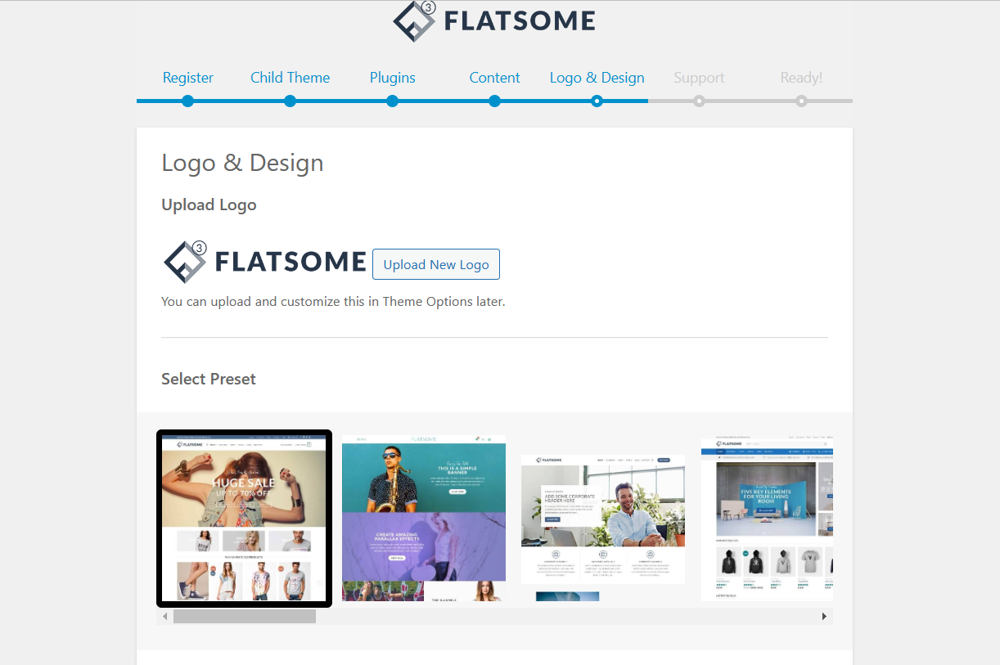 3
FLATSOME
Register Child Theme Plugins Content Logo & Design Support Ready!
Logo & Design
Upload Logo
3
FLATSOME
Upload New Logo
You can upload and customize this in Theme Options later.
Select Preset
FLATSOME
HUGE SALE
UP TO 70% OFF
FLATSOME
THIS IS A SIMPLE
BANNER
CREATE AMAZING
PARALLAX EFFECTS
THIS IS A SIMPLE
FLATSOME
ADD SOME CORPORATE
HEADER HERE
FLATSOME
FIVE KEY ELEMENTS
FOR YOUR LIVING
ROOM